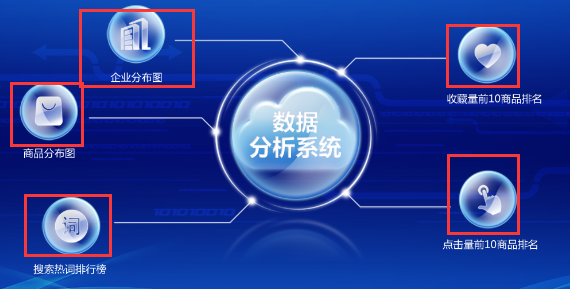 企业分布图
收藏量前10商品排名
数据
分析系统
商品分布图
词
点击量前10商品排名
搜索热词排行榜